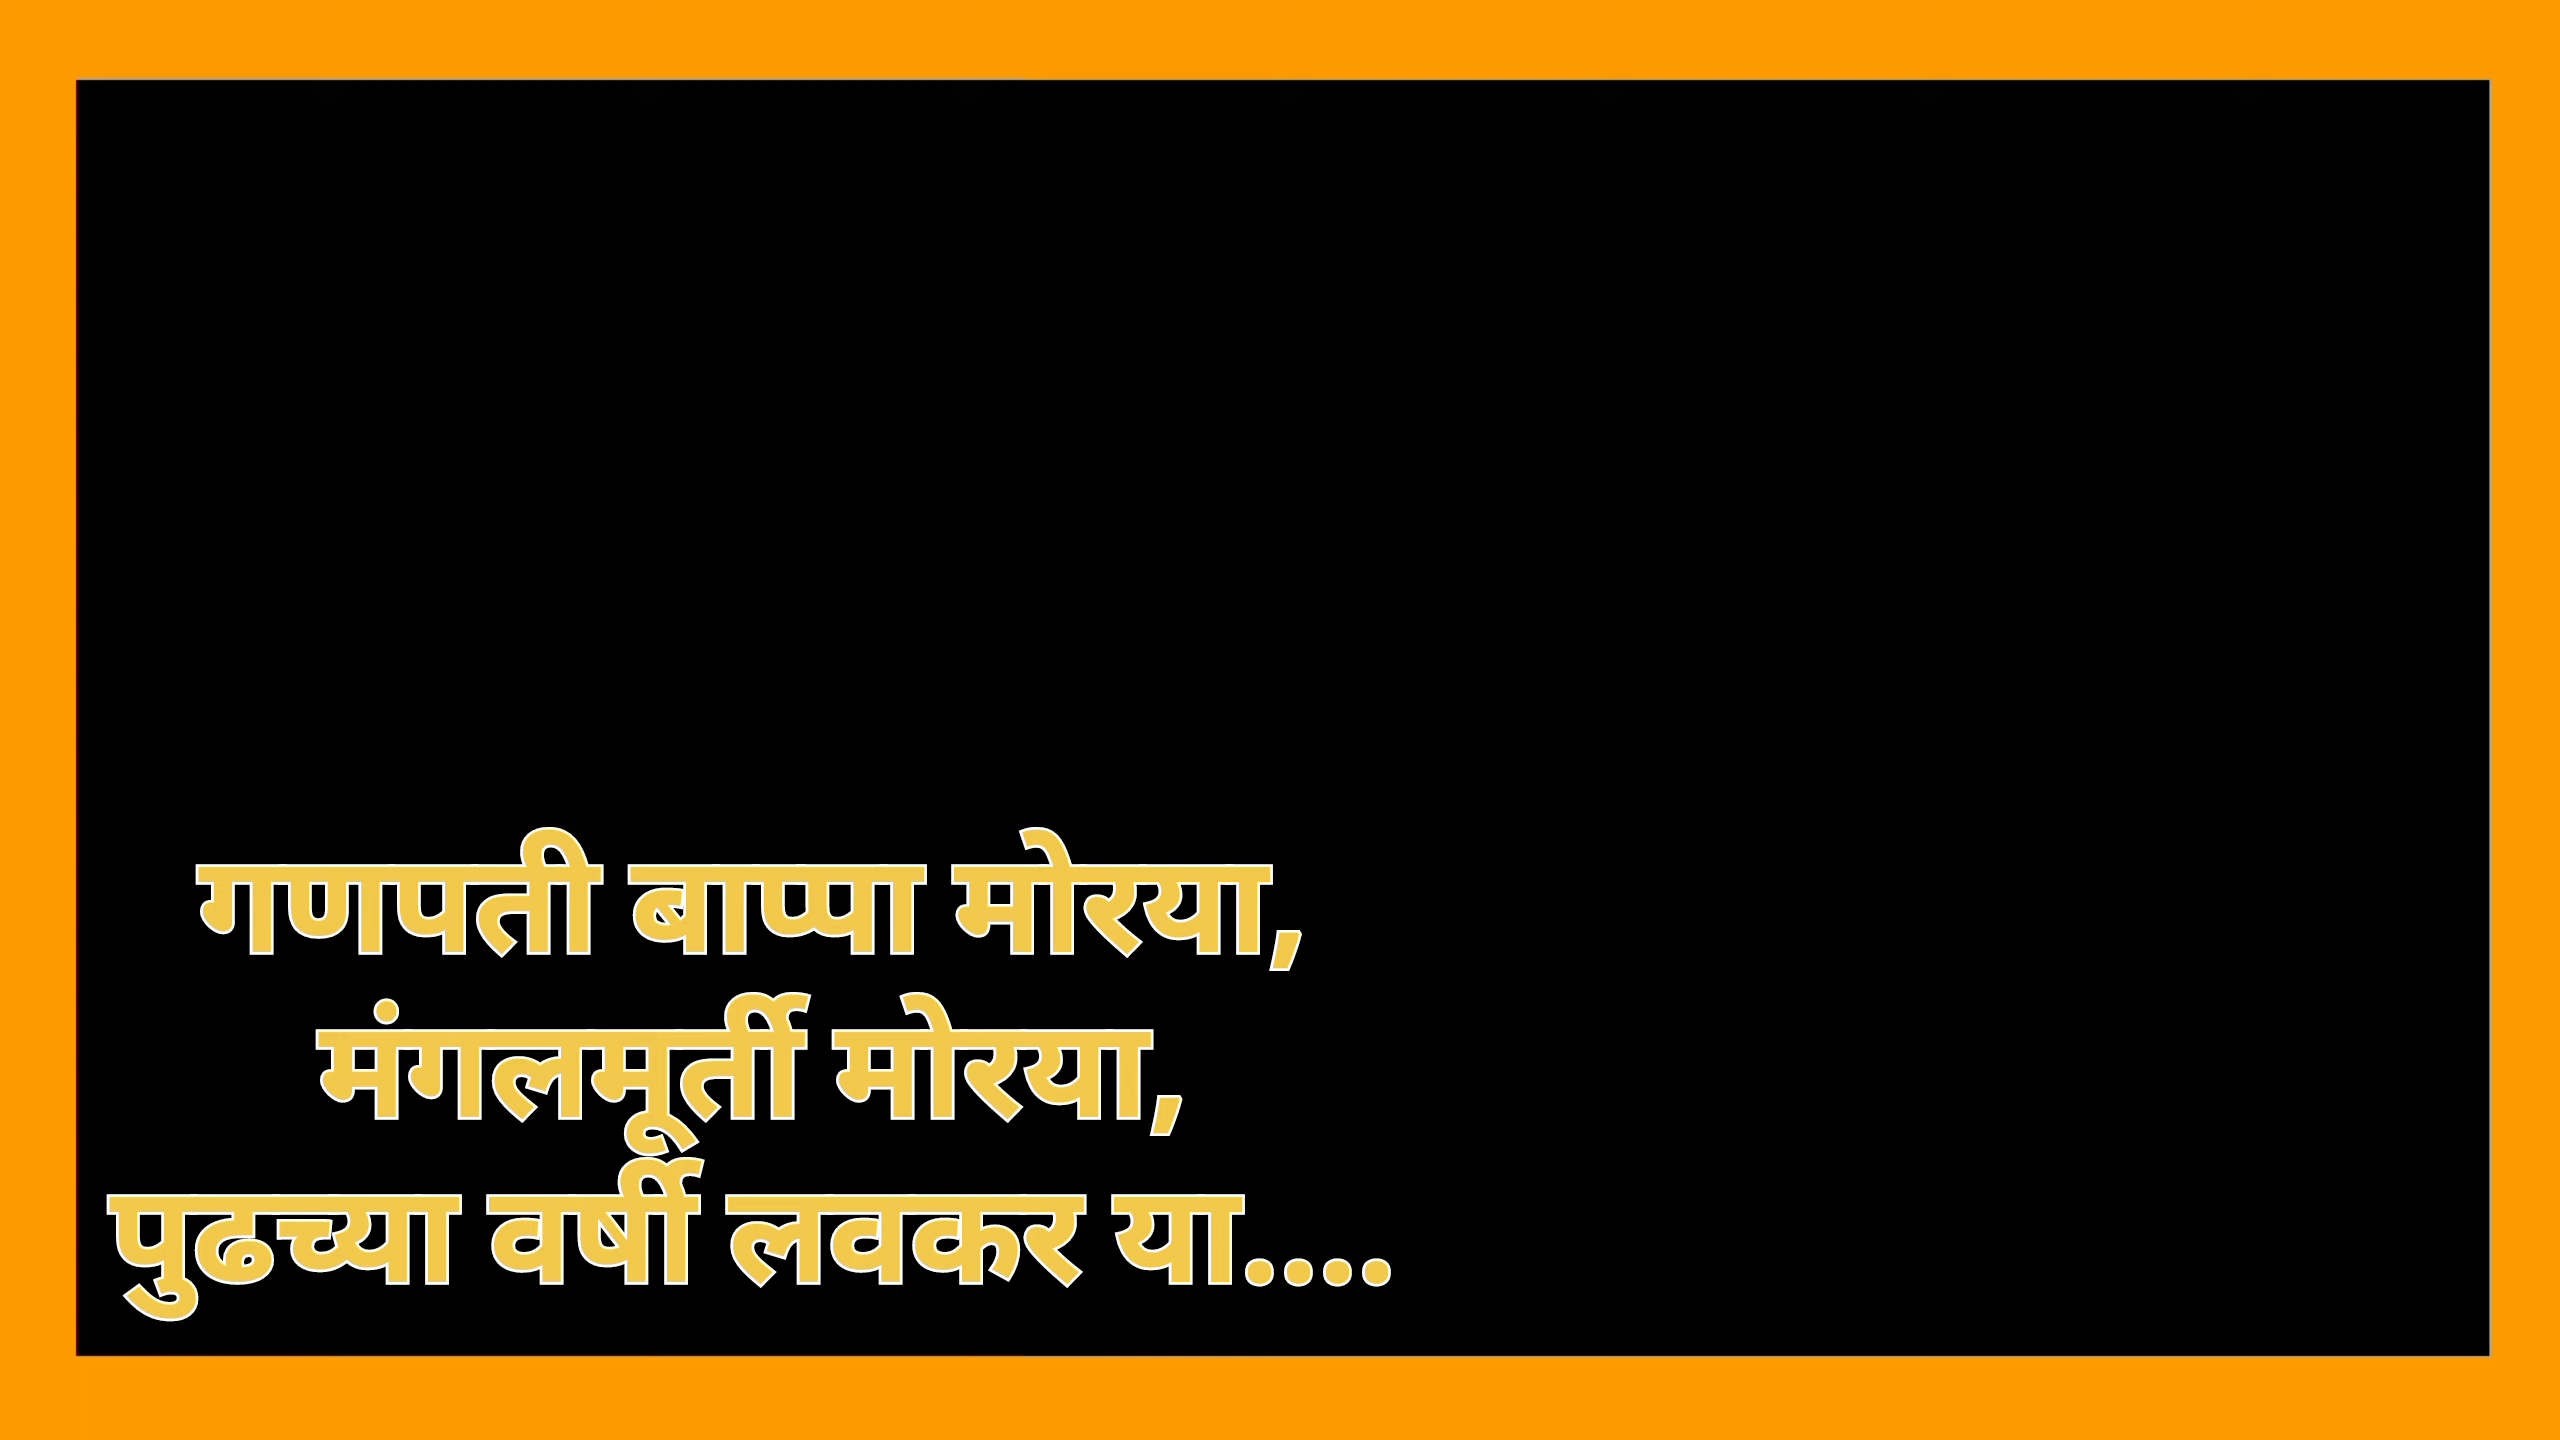 गणपती बाप्पा मोरया,
मंगलमूर्ती मोरया,
पुढच्या वर्षी लवकर या....